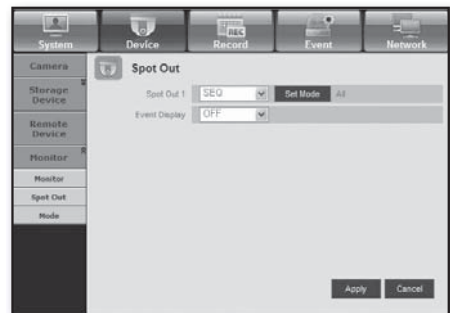 System
Device
Record
Event
Network
REC
Camera
Storage
Device
Remote
Device
Monitor
Monitor
Spot Out
Mode
Spot Out
Spot Out 1
SEQ
Set Mode
All
Event Display
OFF
Apply
Cancel